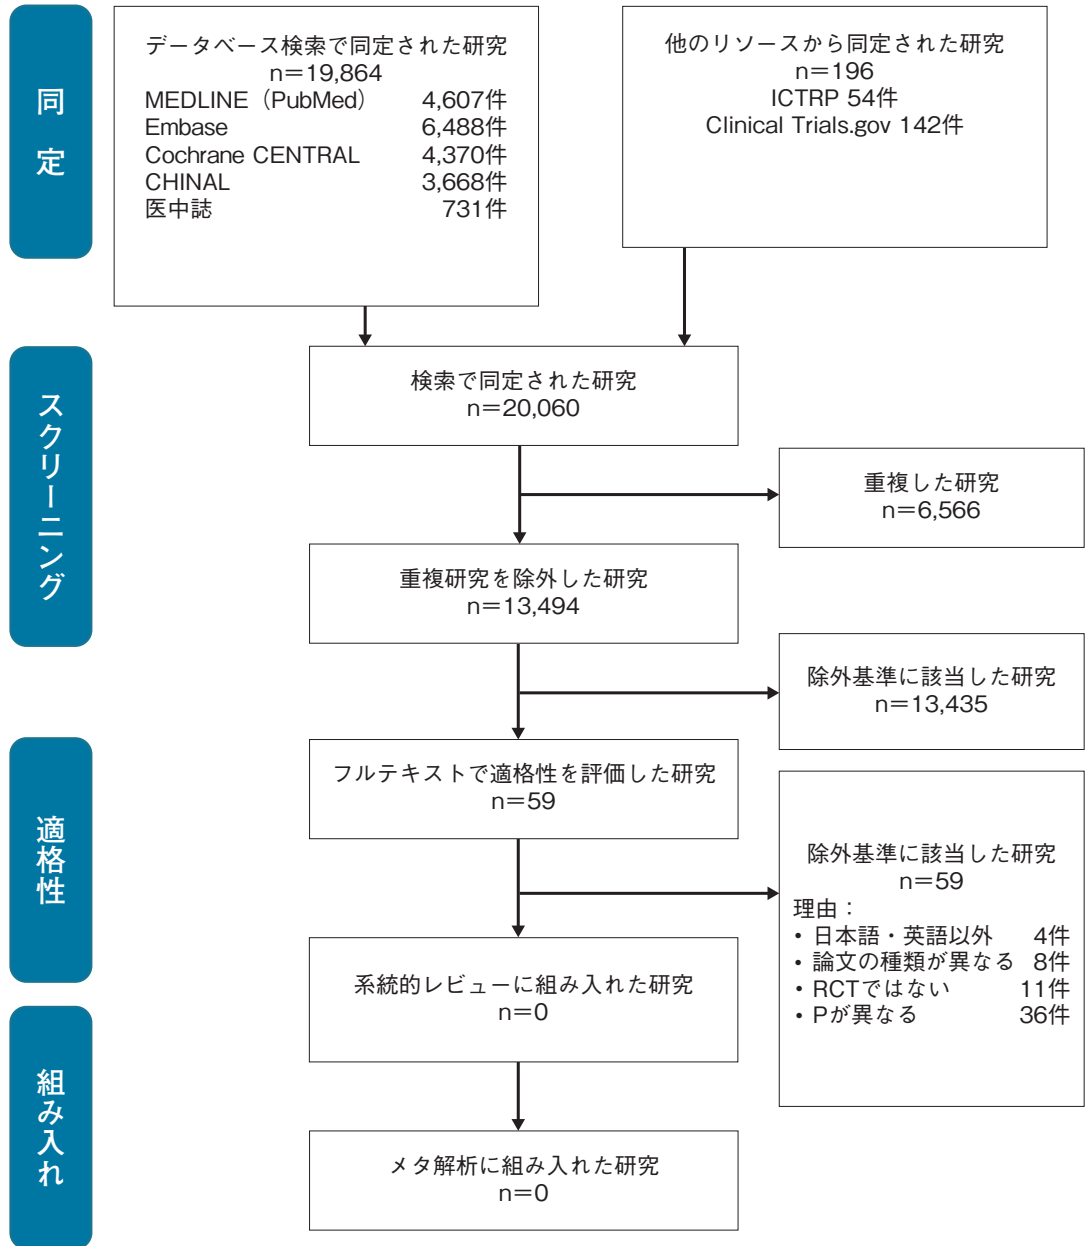 同定
データベース検索で同定された研究
n＝19,864
MEDLINE（PubMed） 4,607件
Embase 6,488件
Cochrane CENTRAL 4,370件
CHINAL 3,668件
医中誌 731件
他のリソースから同定された研究
n＝196
ICTRP 54件
Clinical Trials.gov 142件
スクリーニング
検索で同定された研究
n＝20,060
重複した研究
n＝6,566
重複研究を除外した研究
n＝13,494
除外基準に該当した研究
n＝13,435
適格性
フルテキストで適格性を評価した研究
n＝59
除外基準に該当した研究
n＝59
理由：
• 日本語・英語以外 4件
• 論文の種類が異なる 8件
• RCTではない 11件
• Pが異なる 36件
系統的レビューに組み入れた研究
n＝0
組み入れ
メタ解析に組み入れた研究
n＝0